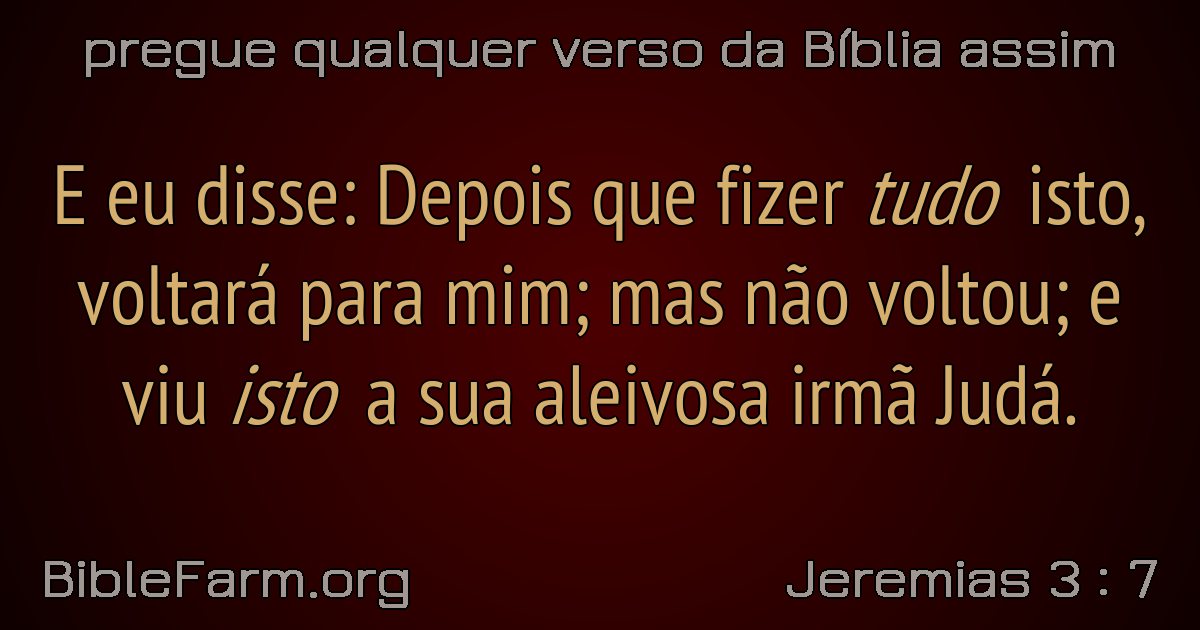 pregue qualquer verso da Bíblia assim
E eu disse: Depois que fizer tudo isto,
voltará para mim; mas não voltou; e
viu isto a sua aleivosa irmã Judá.
BibleFarm.org
Jeremias 3 : 7